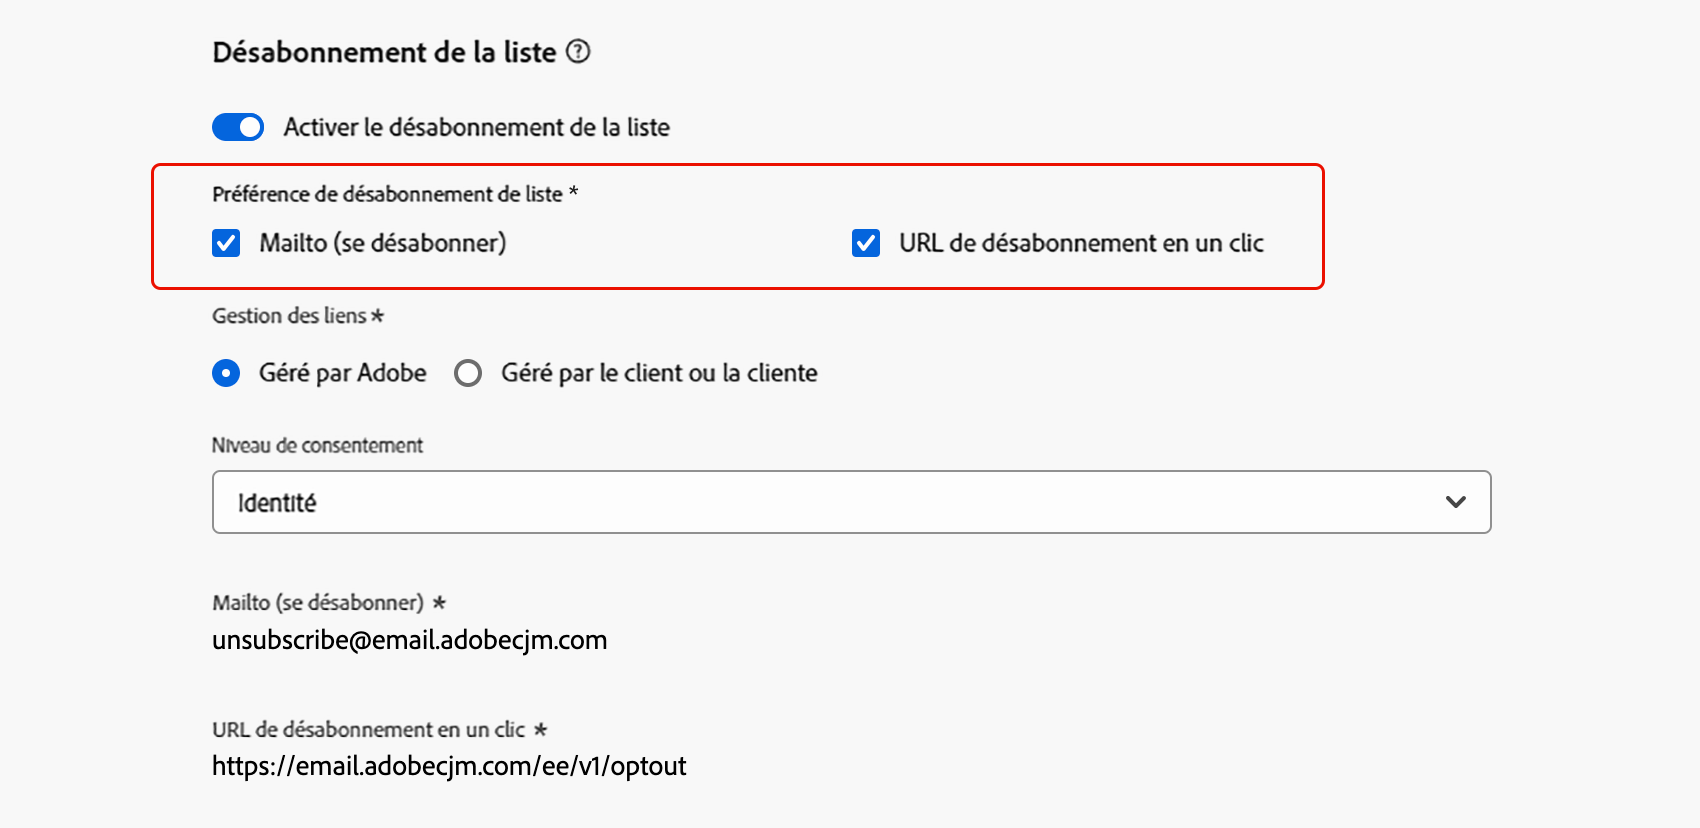 Désabonnement de la liste ?
Activer le désabonnement de la liste
Préférence de désabonnement de liste *
Mailto (se désabonner)
URL de désabonnement en un clic
Gestion des liens *
Géré par Adobe
Géré par le client ou la cliente
Niveau de consentement
Identité
Mailto (se désabonner) *
unsubscribe@email.adobecjm.com
URL de désabonnement en un clic *
https://email.adobecjm.com/ee/v1/optout